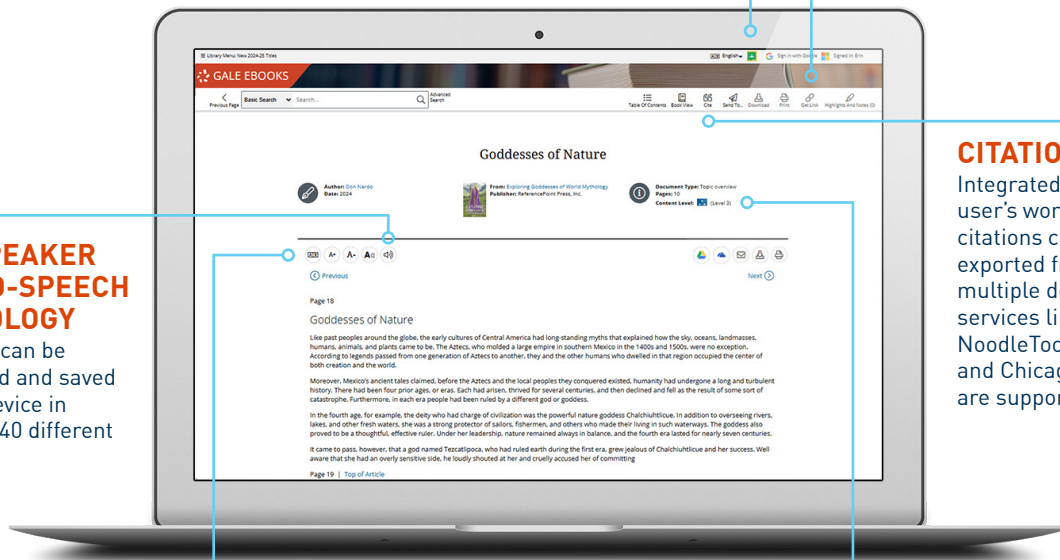 ☰ Library Menu: New 2024-25 Titles
English
Sign in with Google
Signed in: Erin
GALE EBOOKS
Previous Page
Basic Search
Search...
Advanced Search
Table Of Contents
Book View
Cite
Send To...
Download
Print
Get Link
Highlights And Notes (0)
Goddesses of Nature
Author: Don Nardo
Date: 2024
From: Exploring Goddesses of World Mythology
Publisher: ReferencePoint Press, Inc.
Document Type: Topic overview
Pages: 10
Content Level: (Level 3)
Previous
Next
Page 18
Goddesses of Nature
Like past peoples around the globe, the early cultures of Central America had long-standing myths that explained how the sky, oceans, landmasses,
humans, animals, and plants came to be. The Aztecs, who molded a large empire in southern Mexico in the 1400s and 1500s, were no exception.
According to legends passed from one generation of Aztecs to another, they and the other humans who dwelled in that region occupied the center of
both creation and the world.
Moreover, Mexico's ancient tales claimed, before the Aztecs and the local peoples they conquered existed, humanity had undergone a long and turbulent
history. There had been four prior ages, or eras. Each had arisen, thrived for several centuries, and then declined and fell as the result of some sort of
catastrophe. Furthermore, in each era people had been ruled by a different god or goddess.
In the fourth age, for example, the deity who had charge of civilization was the powerful nature goddess Chalchiuhtlicue. In addition to overseeing rivers,
lakes, and other fresh waters, she was a strong protector of sailors, fishermen, and others who made their living in such waterways. The goddess also
proved to be a thoughtful, effective ruler. Under her leadership, nature remained always in balance, and the fourth era lasted for nearly seven centuries.
It came to pass, however, that a god named Tezcatlipoca, who had ruled earth during the first era, grew jealous of Chalchiuhtlicue and her success. Well
aware that she had an overly sensitive side, he loudly shouted at her and cruelly accused her of committing
Page 19 | Top of Article
PEAKER
O-SPEECH
OLOGY
can be
d and saved
evice in
40 different
CITATIO
Integrated
user's wor
citations c
exported f
multiple d
services li
NoodleToo
and Chicag
are suppor